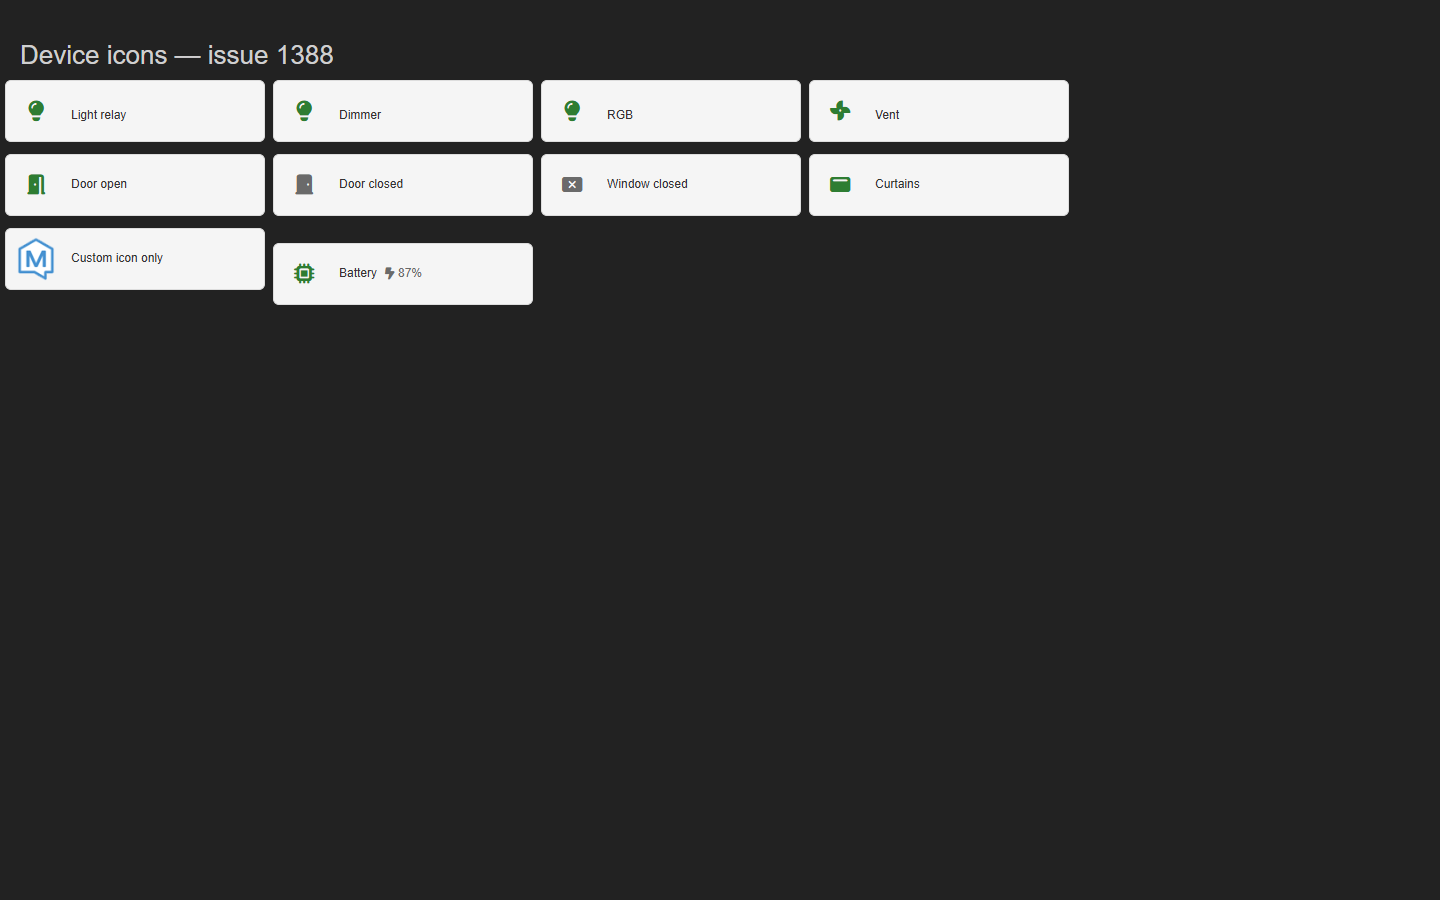 Device icons — issue 1388
Light relay
Dimmer
RGB
Vent
Door open
Door closed
Window closed
Curtains
M
Custom icon only
Battery 87%